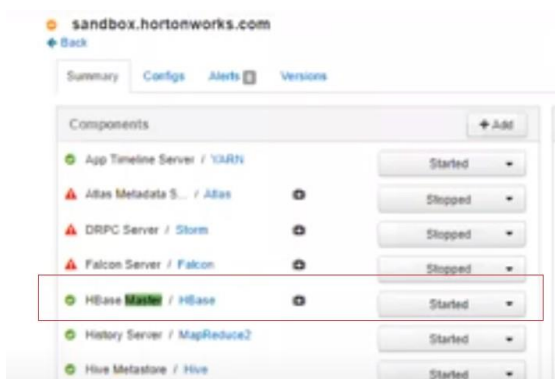 sandbox.hortonworks.com
Back
Summary Configs Alerts Versions
Components + Add
App Timeline Server / YARN Started
Atlas Metadata S... / Atlas Stopped
DRPC Server / Storm Stopped
Falcon Server / Falcon Stopped
HBase Master / HBase Started
History Server / MapReduce2 Started
Hive Metastore / Hive Started